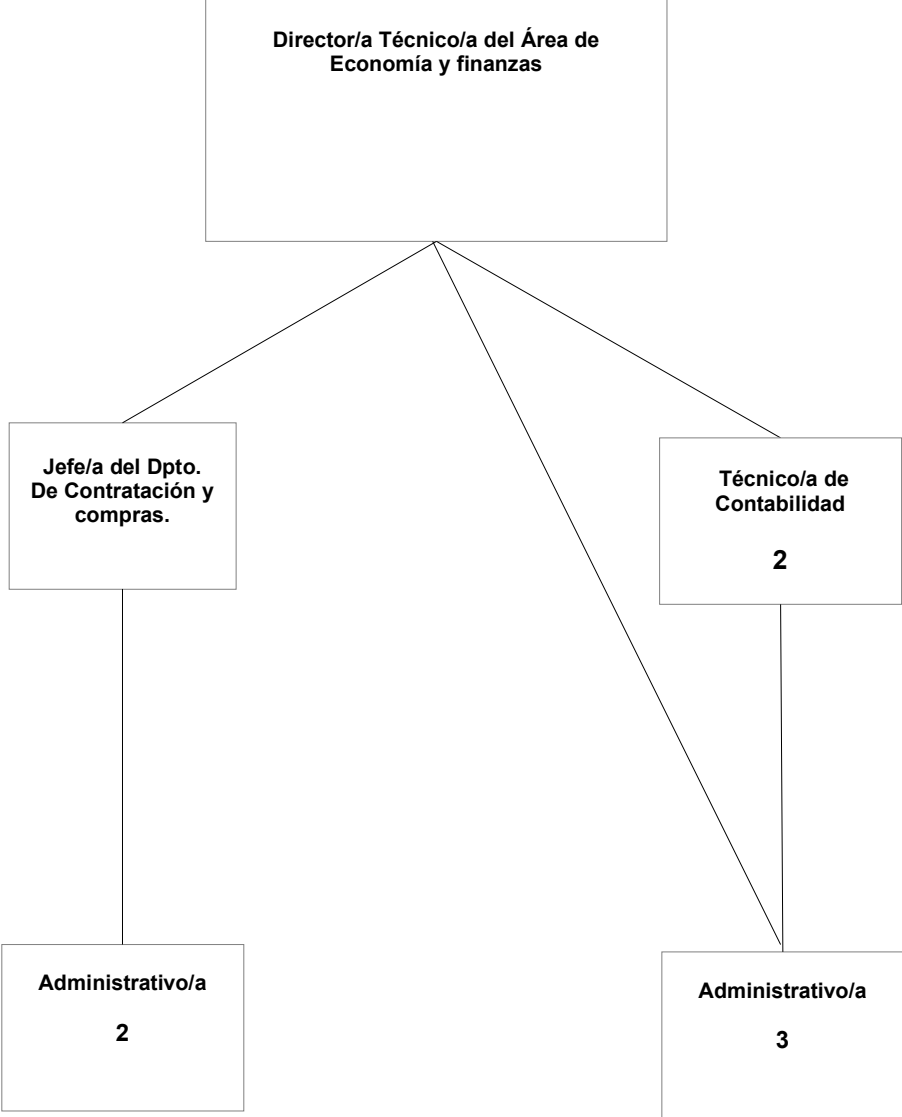 Director/a Técnico/a del Área de
Economía y finanzas
Jefe/a del Dpto.
De Contratación y
compras.
Técnico/a de
Contabilidad
2
Administrativo/a
2
Administrativo/a
3